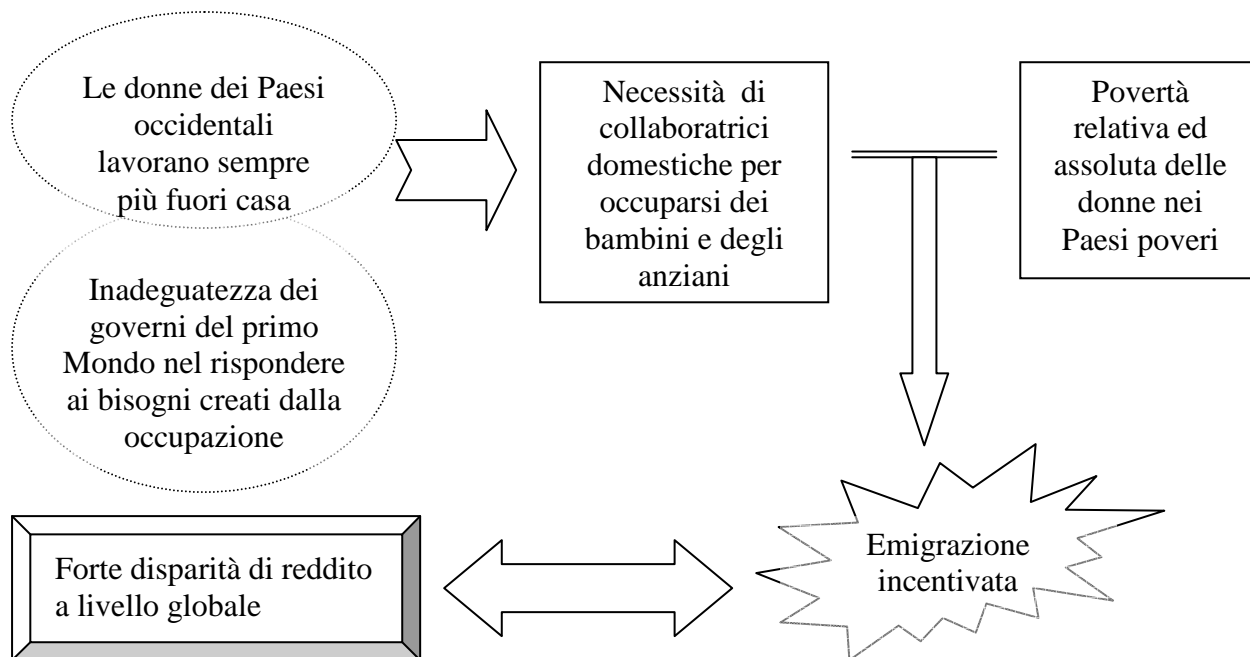 Le donne dei Paesi
occidentali
lavorano sempre
più fuori casa
Inadeguatezza dei
governi del primo
Mondo nel rispondere
ai bisogni creati dalla
occupazione
Necessità di
collaboratrici
domestiche per
occuparsi dei
bambini e degli
anziani
Povertà
relativa ed
assoluta delle
donne nei
Paesi poveri
Forte disparità di reddito
a livello globale
Emigrazione
incentivata